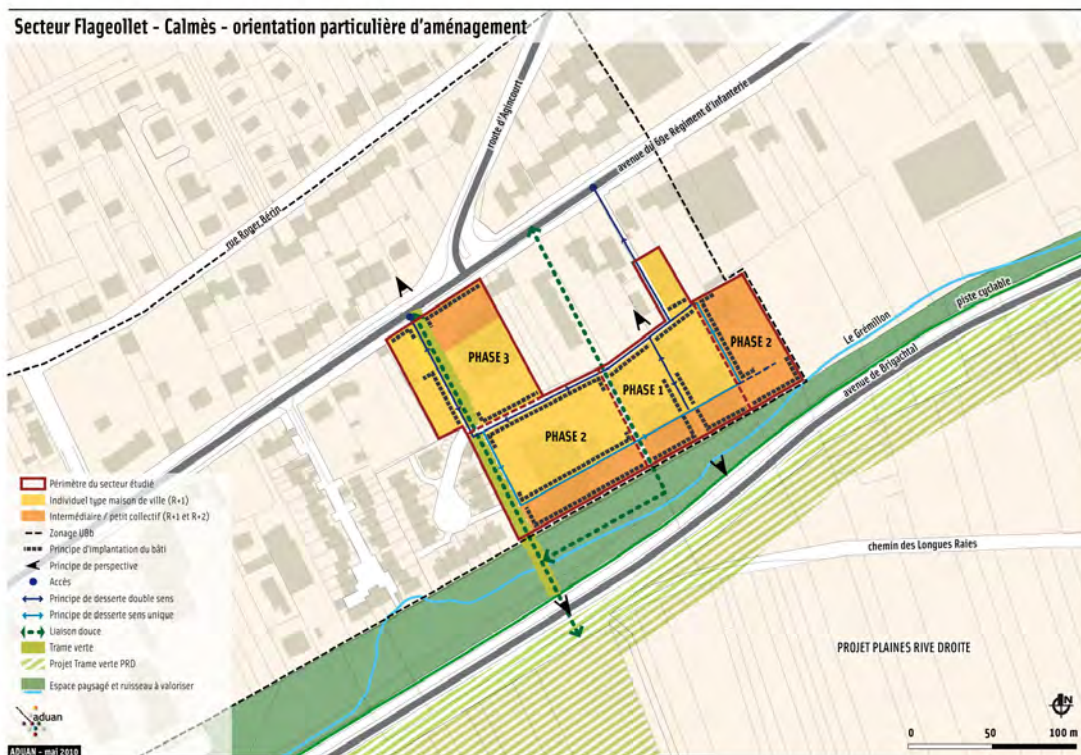 Secteur Flageollet - Calmès - orientation particulière d'aménagement
route d'Agincourt
avenue du 69e Régiment d'Infanterie
rue Roger Bérin
PHASE 3
PHASE 2
PHASE 1
PHASE 2
Le Grémillon
piste cyclable
avenue de Brigachtal
chemin des Longues Raies
PROJET PLAINES RIVE DROITE
Périmètre du secteur étudié
Individuel type maison de ville (R+1)
Intermédiaire / petit collectif (R+1 et R+2)
Zonage UBb
Principe d'implantation du bâti
Principe de perspective
Accès
Principe de desserte double sens
Principe de desserte sens unique
Liaison douce
Trame verte
Projet Trame verte PRD
Espace paysagé et ruisseau à valoriser
aduan
ADUAN - mai 2010
N
0 50 100 m